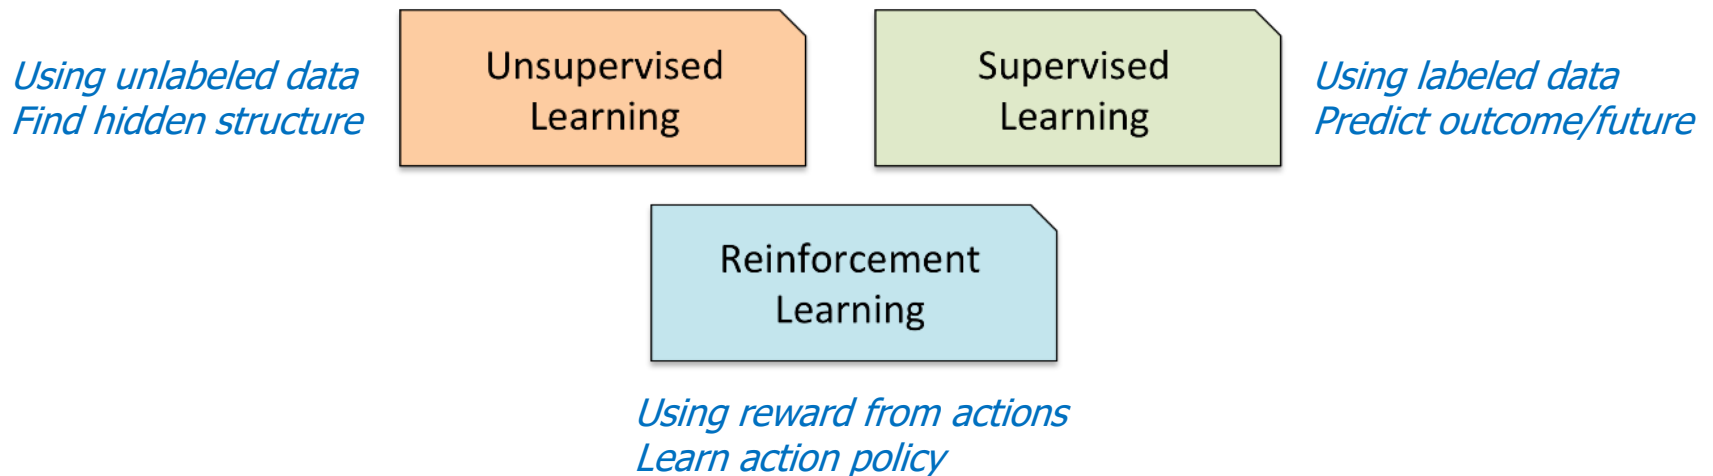 Using unlabeled data
Find hidden structure
Unsupervised
Learning
Supervised
Learning
Using labeled data
Predict outcome/future
Reinforcement
Learning
Using reward from actions
Learn action policy